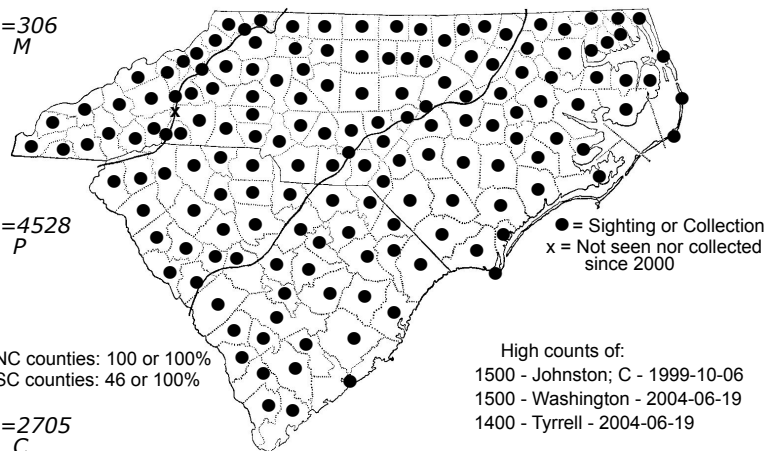 =306
M
=4528
P
● = Sighting or Collection
x = Not seen nor collected
since 2000
x
NC counties: 100 or 100%
SC counties: 46 or 100%
High counts of:
1500 - Johnston; C - 1999-10-06
1500 - Washington - 2004-06-19
1400 - Tyrrell - 2004-06-19
=2705
C